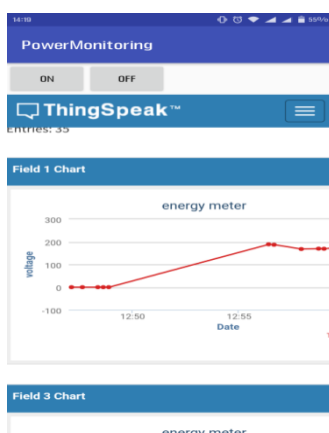 14:19 55%
PowerMonitoring
ON OFF
ThingSpeak™
Entries: 35
Field 1 Chart
energy meter
300
200
100
0
-100
voltage
12:50 12:55
Date
Field 3 Chart
energy meter